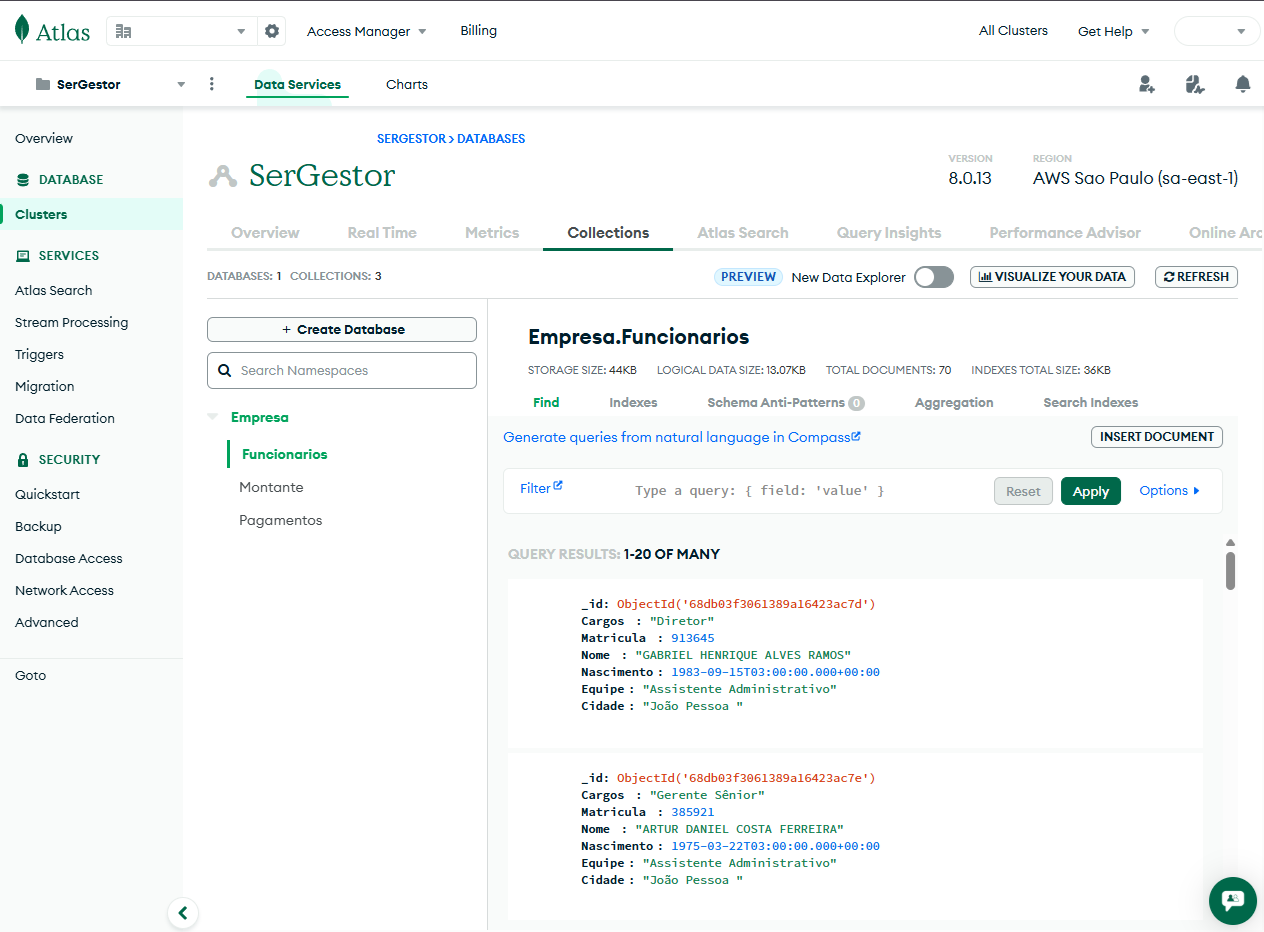 Atlas
Access Manager
Billing
All Clusters
Get Help
SerGestor
Data Services
Charts
Overview
DATABASE
Clusters
SERVICES
Atlas Search
Stream Processing
Triggers
Migration
Data Federation
SECURITY
Quickstart
Backup
Database Access
Network Access
Advanced
Goto
SERGESTOR > DATABASES
SerGestor
VERSION
8.0.13
REGION
AWS Sao Paulo (sa-east-1)
Overview Real Time Metrics Collections Atlas Search Query Insights Performance Advisor Online Arc
DATABASES: 1 COLLECTIONS: 3
PREVIEW New Data Explorer
VISUALIZE YOUR DATA
REFRESH
+ Create Database
Search Namespaces
Empresa
Funcionarios
Montante
Pagamentos
Empresa.Funcionarios
STORAGE SIZE: 44KB LOGICAL DATA SIZE: 13.07KB TOTAL DOCUMENTS: 70 INDEXES TOTAL SIZE: 36KB
Find Indexes Schema Anti-Patterns 0 Aggregation Search Indexes
Generate queries from natural language in Compass
INSERT DOCUMENT
Filter
Type a query: { field: 'value' }
Reset
Apply
Options
QUERY RESULTS: 1-20 OF MANY
_id: ObjectId('68db03f3061389a16423ac7d')
Cargos : "Diretor"
Matricula : 913645
Nome : "GABRIEL HENRIQUE ALVES RAMOS"
Nascimento : 1983-09-15T03:00:00.000+00:00
Equipe : "Assistente Administrativo"
Cidade : "João Pessoa "
_id: ObjectId('68db03f3061389a16423ac7e')
Cargos : "Gerente Sênior"
Matricula : 385921
Nome : "ARTUR DANIEL COSTA FERREIRA"
Nascimento : 1975-03-22T03:00:00.000+00:00
Equipe : "Assistente Administrativo"
Cidade : "João Pessoa "